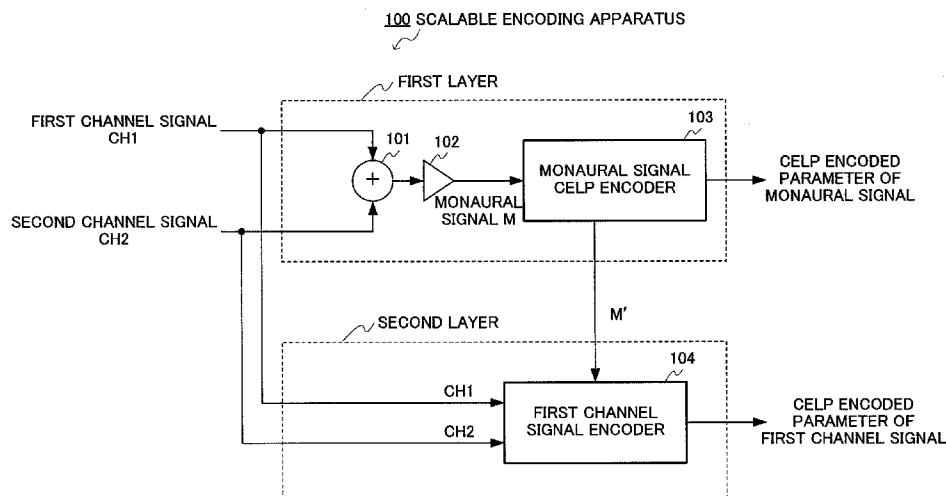 100 SCALABLE ENCODING APPARATUS
FIRST LAYER
FIRST CHANNEL SIGNAL
CH1
101
102
103
MONAURAL SIGNAL
CELP ENCODER
CELP ENCODED
PARAMETER OF
MONAURAL SIGNAL
+
MONAURAL
SIGNAL M
SECOND CHANNEL SIGNAL
CH2
M'
SECOND LAYER
104
CH1
FIRST CHANNEL
SIGNAL ENCODER
CH2
CELP ENCODED
PARAMETER OF
FIRST CHANNEL SIGNAL